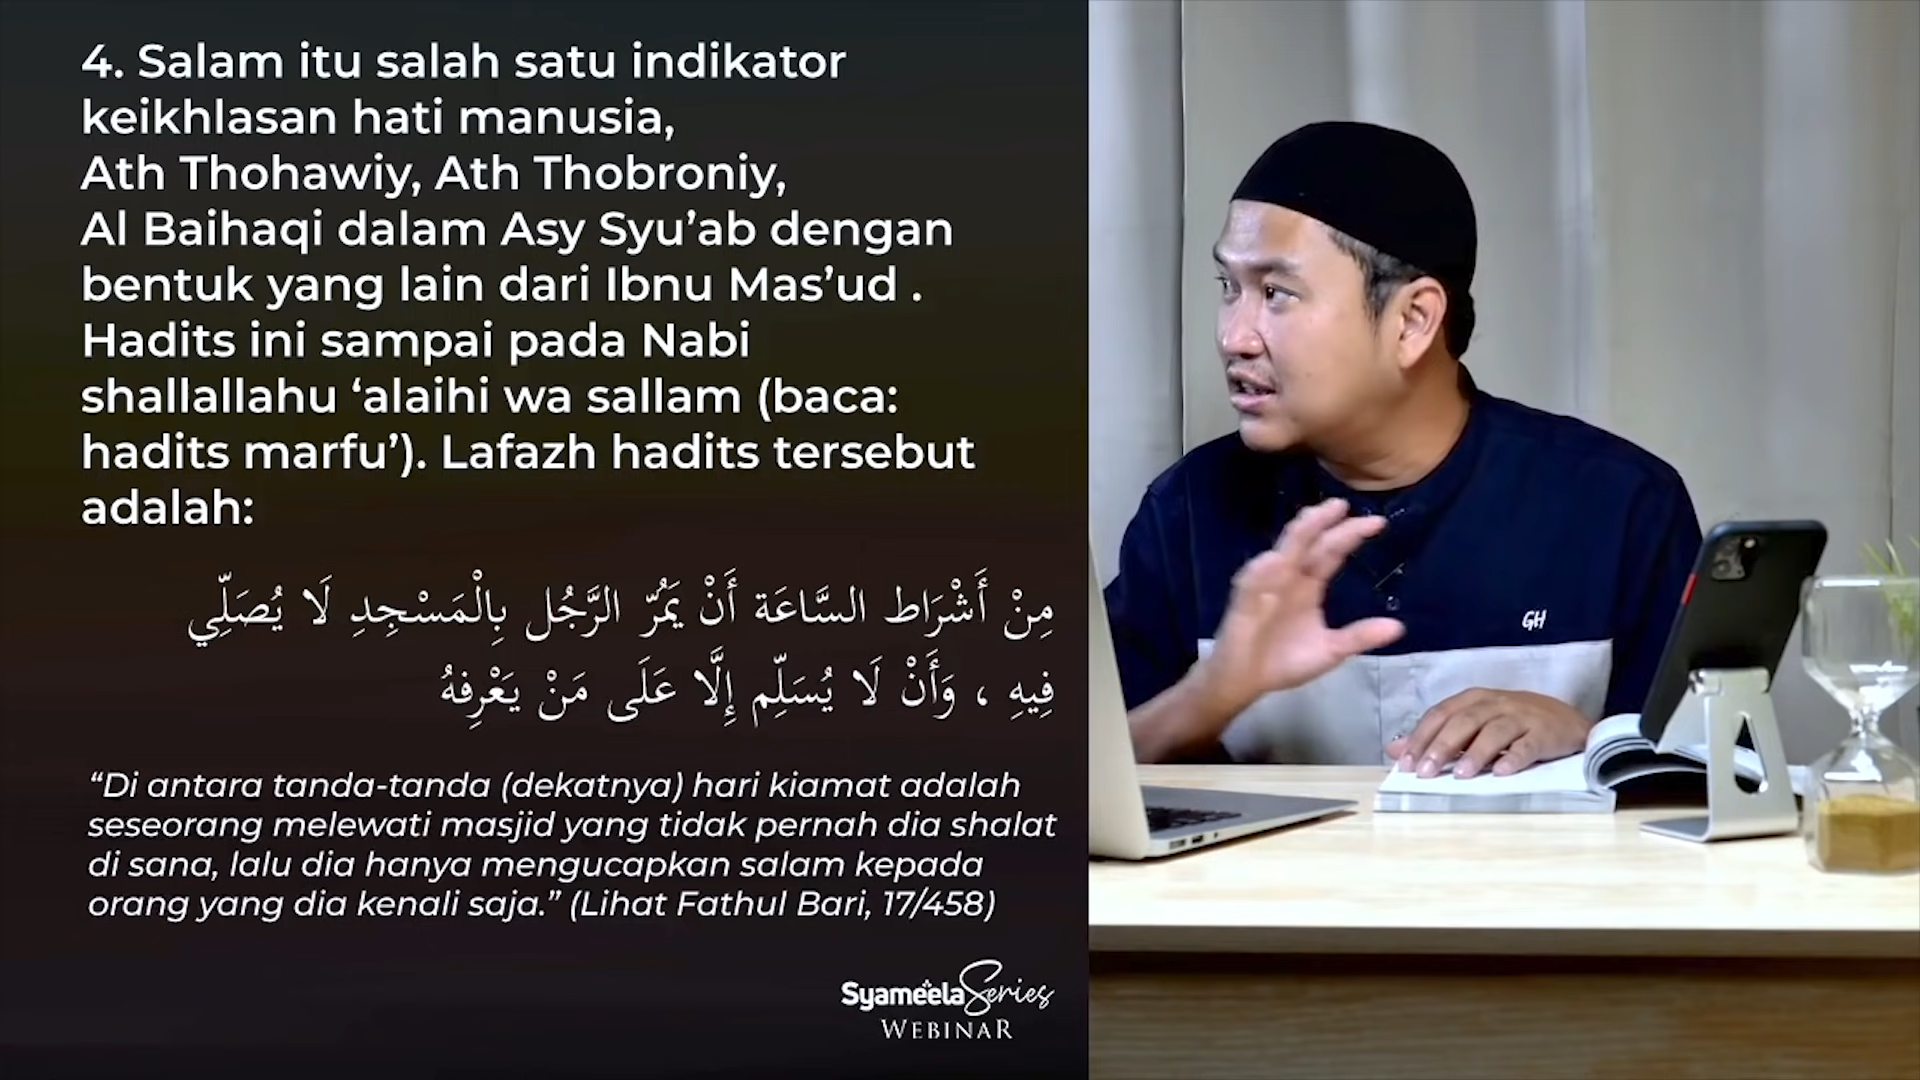 4. Salam itu salah satu indikator
keikhlasan hati manusia,
Ath Thohawiy, Ath Thobroniy,
Al Baihaqi dalam Asy Syu’ab dengan
bentuk yang lain dari Ibnu Mas’ud .
Hadits ini sampai pada Nabi
shallallahu ‘alaihi wa sallam (baca:
hadits marfu’). Lafazh hadits tersebut
adalah:
مِنْ أَشْرَاط السَّاعَة أَنْ يَمُرّ الرَّجُل بِالْمَسْجِدِ لَا يُصَلِّي
فِيهِ ، وَأَنْ لَا يُسَلِّم إِلَّا عَلَى مَنْ يَعْرِفهُ
“Di antara tanda-tanda (dekatnya) hari kiamat adalah
seseorang melewati masjid yang tidak pernah dia shalat
di sana, lalu dia hanya mengucapkan salam kepada
orang yang dia kenali saja.” (Lihat Fathul Bari, 17/458)
Syameela Series
WEBINAR
GH